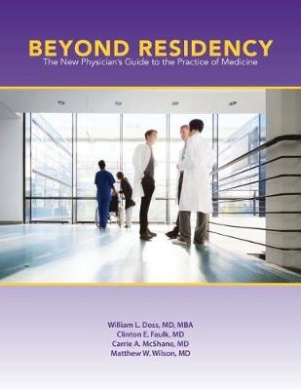 BEYOND RESIDENCY
The New Physician's Guide to the Practice of Medicine
William L. Doss, MD, MBA
Clinton E. Faulk, MD
Carrie A. McShane, MD
Matthew W. Wilson, MD